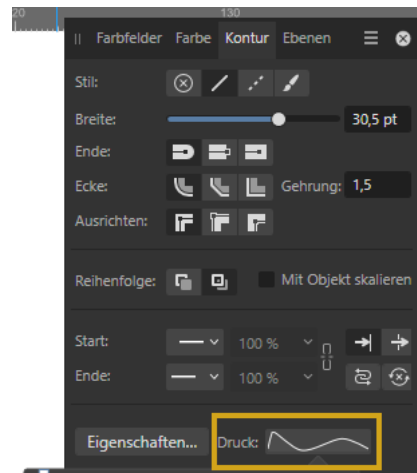 20 130
Farbfelder Farbe Kontur Ebenen
Stil:
Breite: 30,5 pt
Ende:
Ecke: Gehrung: 1,5
Ausrichten:
Reihenfolge: Mit Objekt skalieren
Start: 100 %
Ende: 100 %
Eigenschaften... Druck: